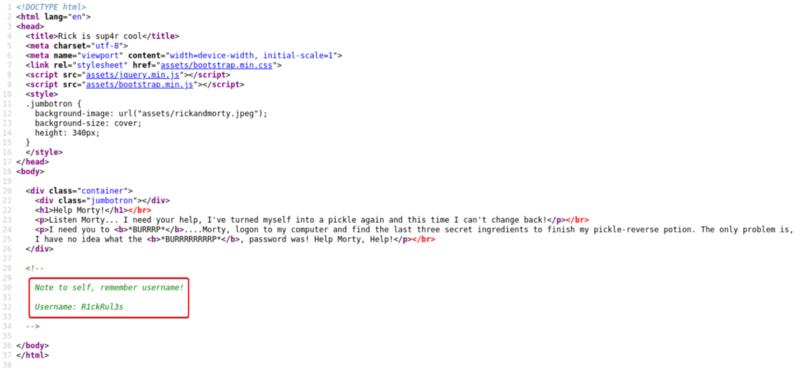 1 <!DOCTYPE html>
2 <html lang="en">
3 <head>
4 <title>Rick is sup4r cool</title>
5 <meta charset="utf-8">
6 <meta name="viewport" content="width=device-width, initial-scale=1">
7 <link rel="stylesheet" href="assets/bootstrap.min.css">
8 <script src="assets/jquery.min.js"></script>
9 <script src="assets/bootstrap.min.js"></script>
10 <style>
11 .jumbotron {
12 background-image: url("assets/rickandmorty.jpeg");
13 background-size: cover;
14 height: 340px;
15 }
16 </style>
17 </head>
18 <body>
19
20 <div class="container">
21 <div class="jumbotron"></div>
22 <h1>Help Morty!</h1></br>
23 <p>Listen Morty... I need your help, I've turned myself into a pickle again and this time I can't change back!</p></br>
24 <p>I need you to <b>*BURRRP*</b>....Morty, logon to my computer and find the last three secret ingredients to finish my pickle-reverse potion. The only problem is,
25 I have no idea what the <b>*BURRRRRRRRP*</b>, password was! Help Morty, Help!</p></br>
26 </div>
27
28 <!--
29
30 Note to self, remember username!
31
32 Username: R1ckRul3s
33
34 -->
35
36 </body>
37 </html>
38